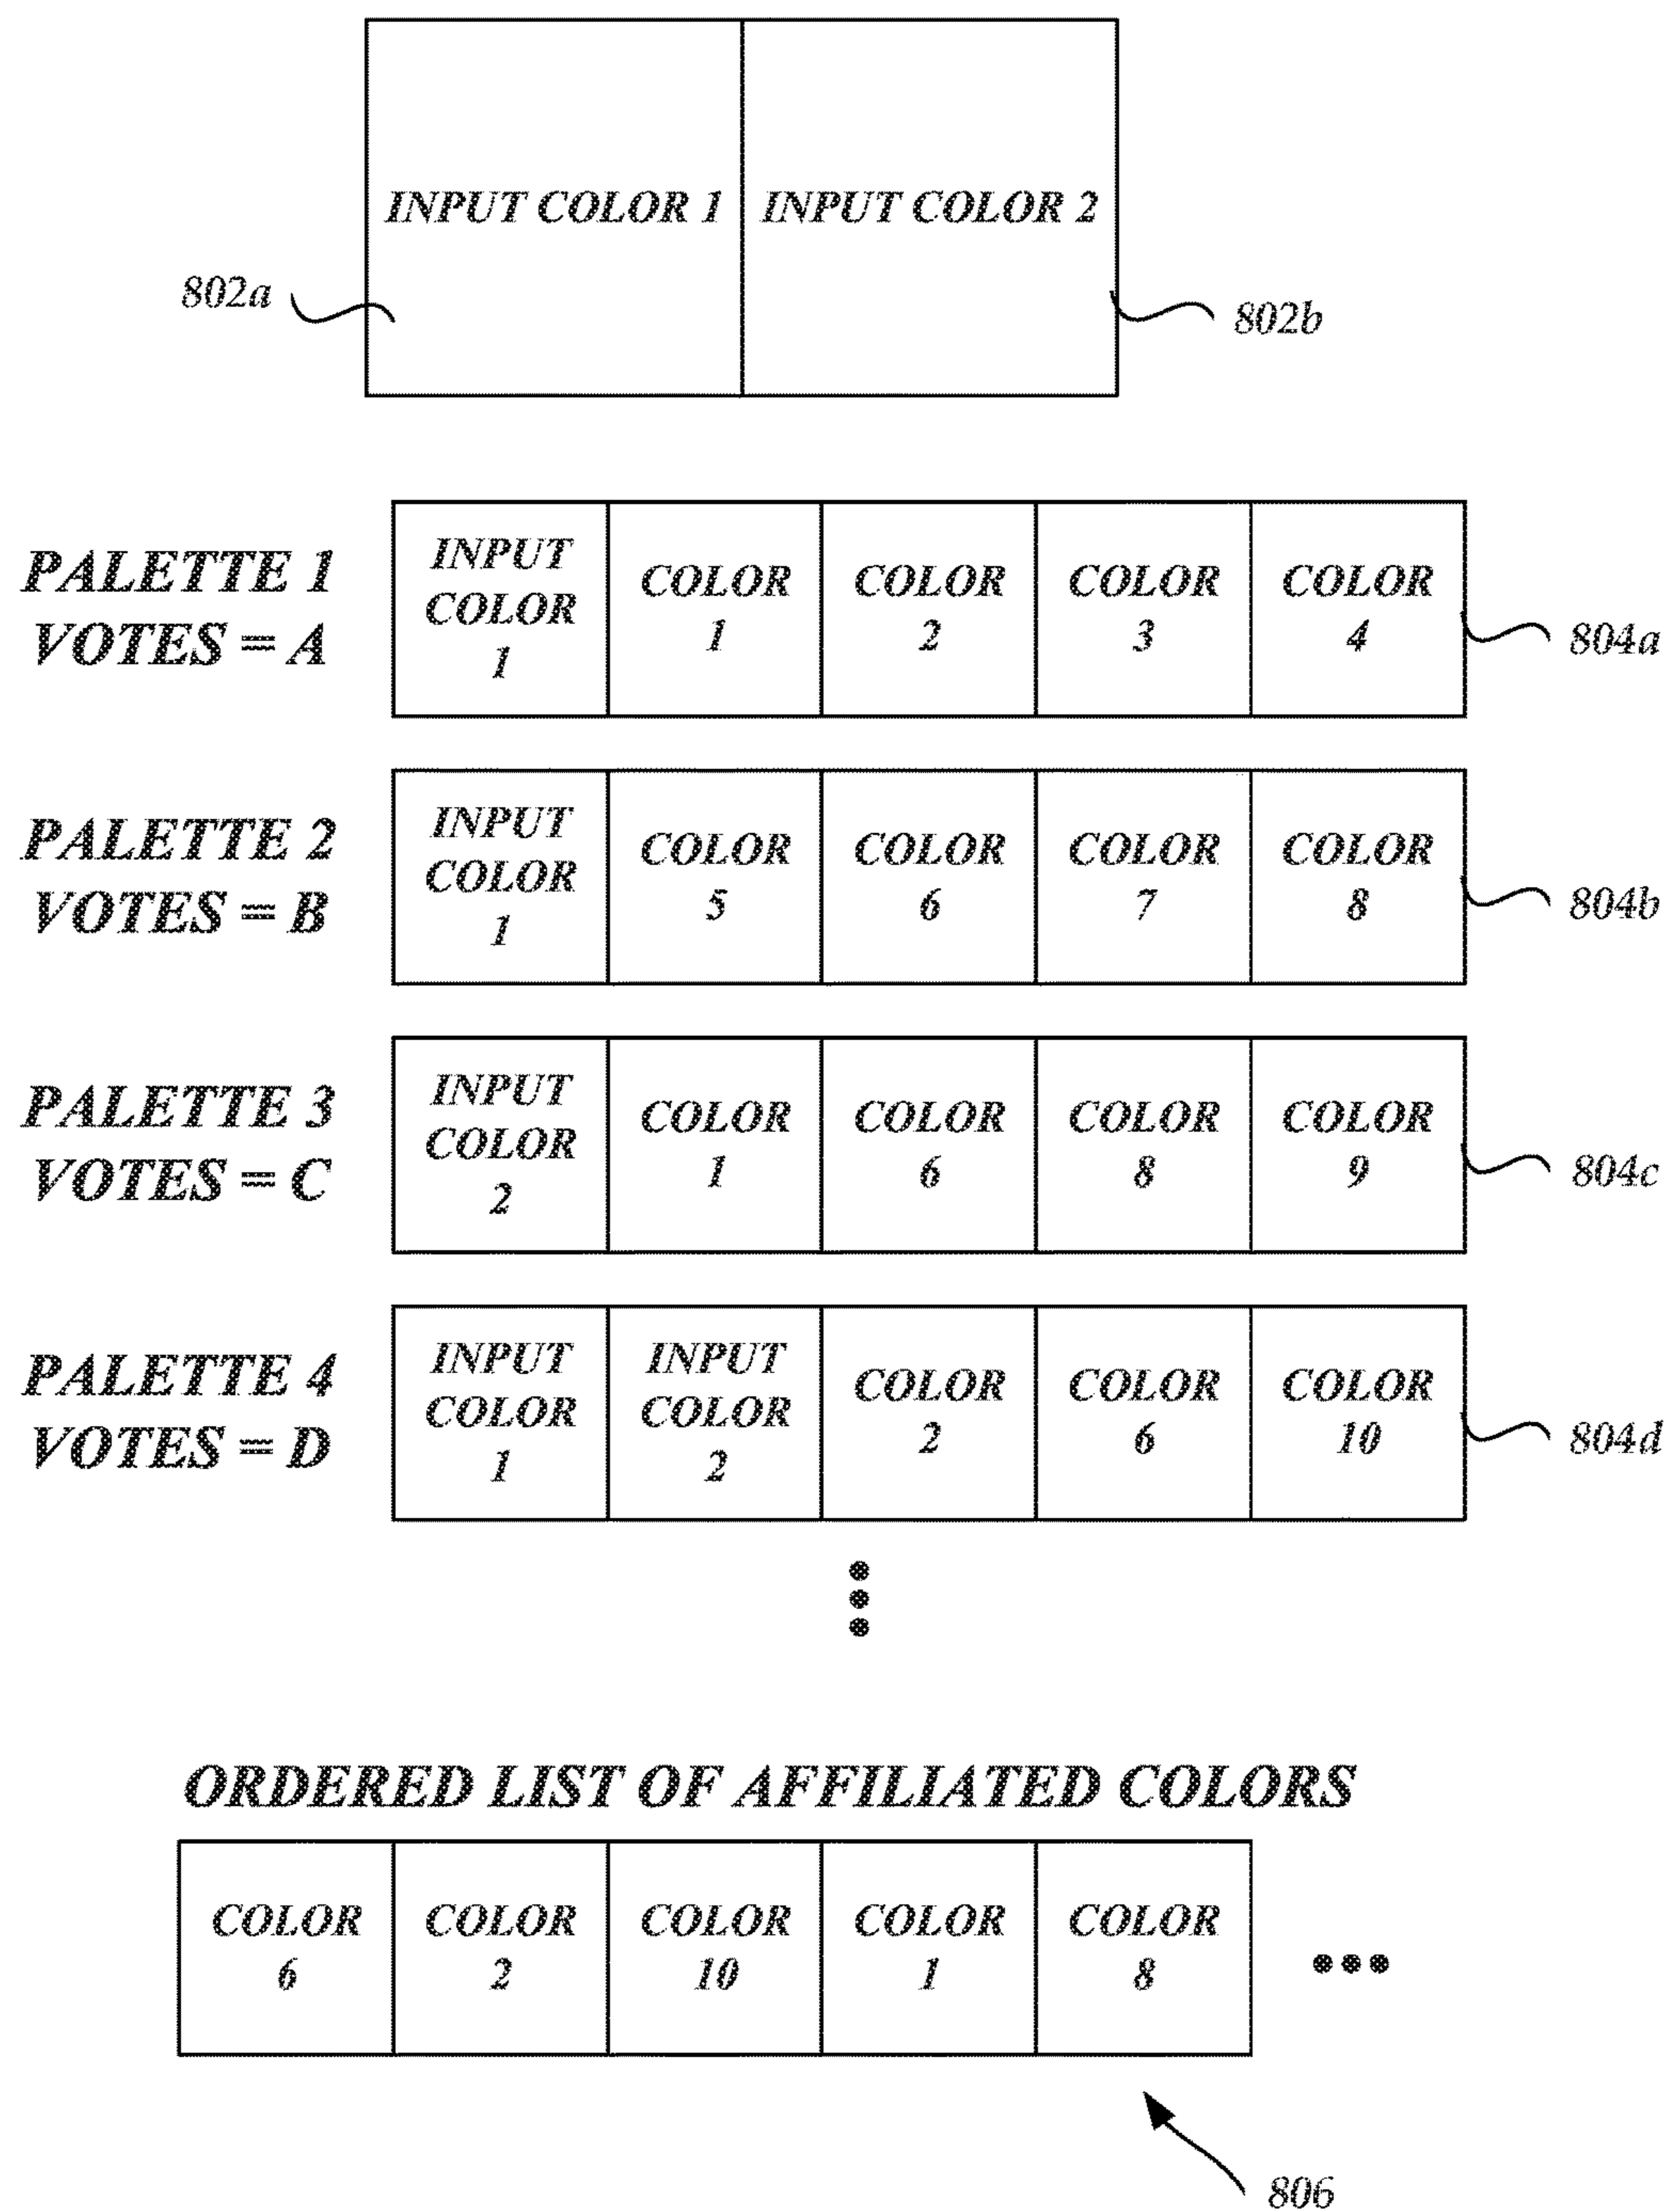 INPUT COLOR 1
INPUT COLOR 2
802a
802b
PALETTE 1
VOTES = A
INPUT
COLOR
1
COLOR
1
COLOR
2
COLOR
3
COLOR
4
804a
PALETTE 2
VOTES = B
INPUT
COLOR
1
COLOR
5
COLOR
6
COLOR
7
COLOR
8
804b
PALETTE 3
VOTES = C
INPUT
COLOR
2
COLOR
1
COLOR
6
COLOR
8
COLOR
9
804c
PALETTE 4
VOTES = D
INPUT
COLOR
1
INPUT
COLOR
2
COLOR
2
COLOR
6
COLOR
10
804d
ORDERED LIST OF AFFILIATED COLORS
COLOR
6
COLOR
2
COLOR
10
COLOR
1
COLOR
8
806